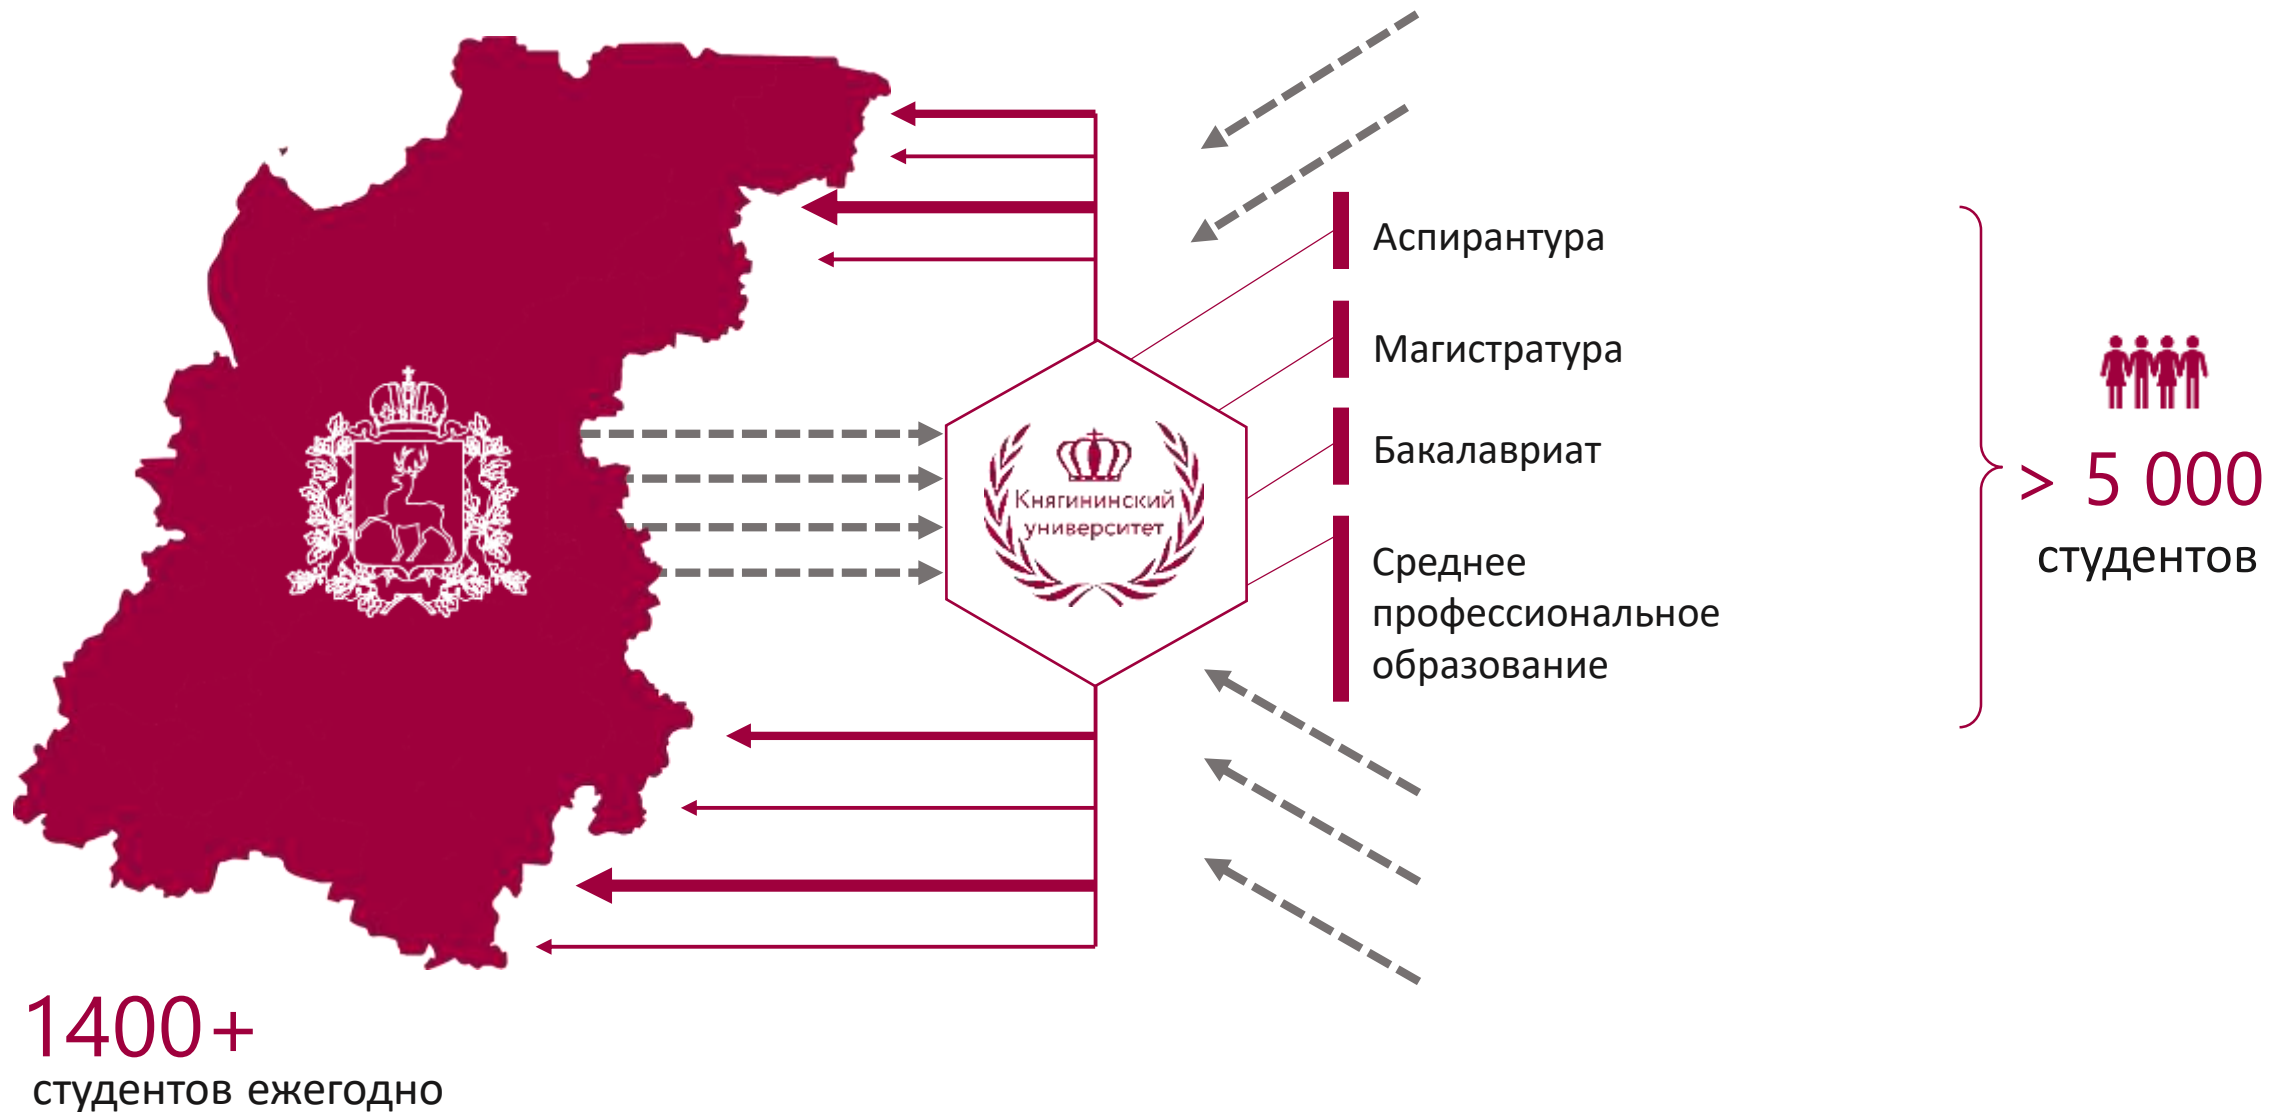 Аспирантура
Магистратура
Бакалавриат
Среднее
профессиональное
образование
Княгининский
университет
> 5 000
студентов
1400+
студентов ежегодно